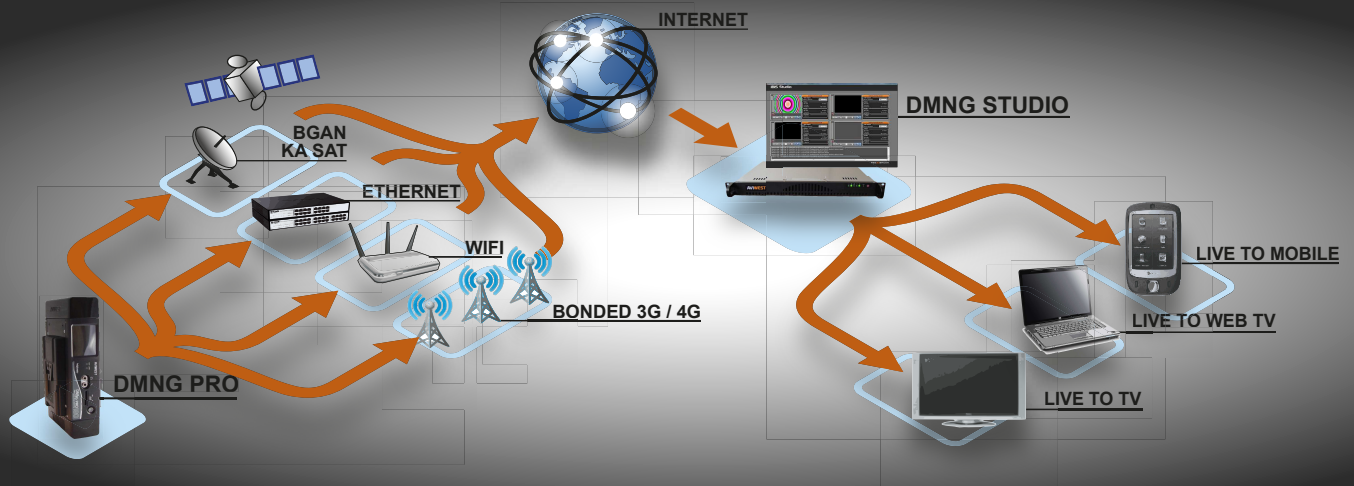 INTERNET
DMNG STUDIO
BGAN
KA SAT
ETHERNET
WIFI
BONDED 3G / 4G
DMNG PRO
AVIWEST
LIVE TO MOBILE
LIVE TO WEB TV
LIVE TO TV